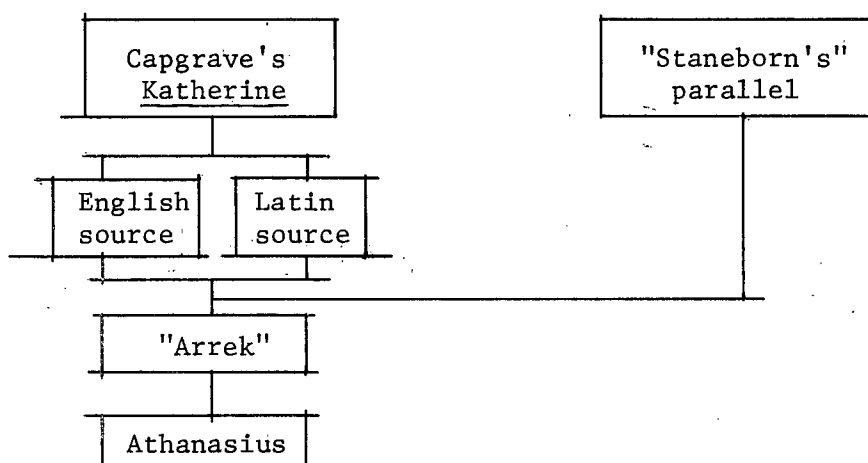 Capgrave's
Katherine
"Staneborn's"
parallel
English
source
Latin
source
"Arrek"
Athanasius